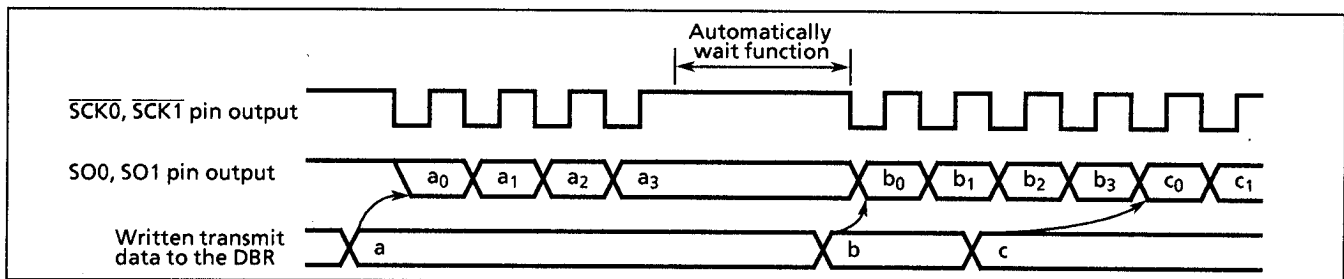 Automatically
wait function
SCK0, SCK1 pin output
SO0, SO1 pin output
a0 a1 a2 a3 b0 b1 b2 b3 c0 c1
Written transmit
data to the DBR
a b c